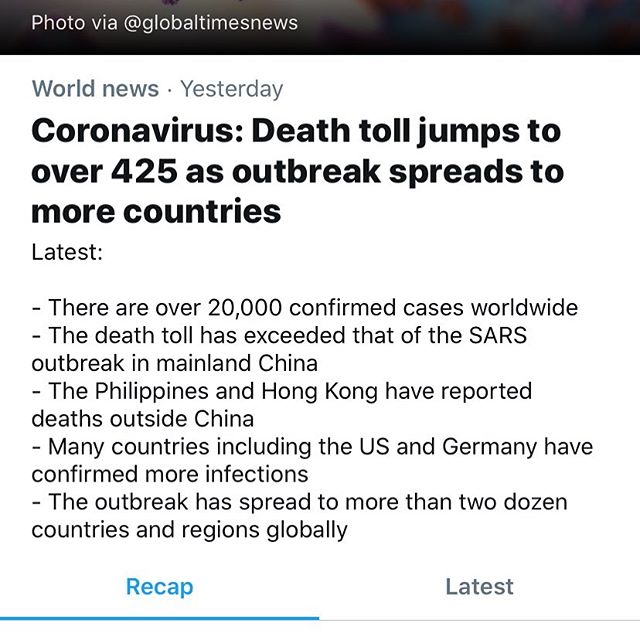 Photo via @globaltimesnews
World news · Yesterday
Coronavirus: Death toll jumps to
over 425 as outbreak spreads to
more countries
Latest:
- There are over 20,000 confirmed cases worldwide
- The death toll has exceeded that of the SARS
outbreak in mainland China
- The Philippines and Hong Kong have reported
deaths outside China
- Many countries including the US and Germany have
confirmed more infections
- The outbreak has spread to more than two dozen
countries and regions globally
Recap Latest